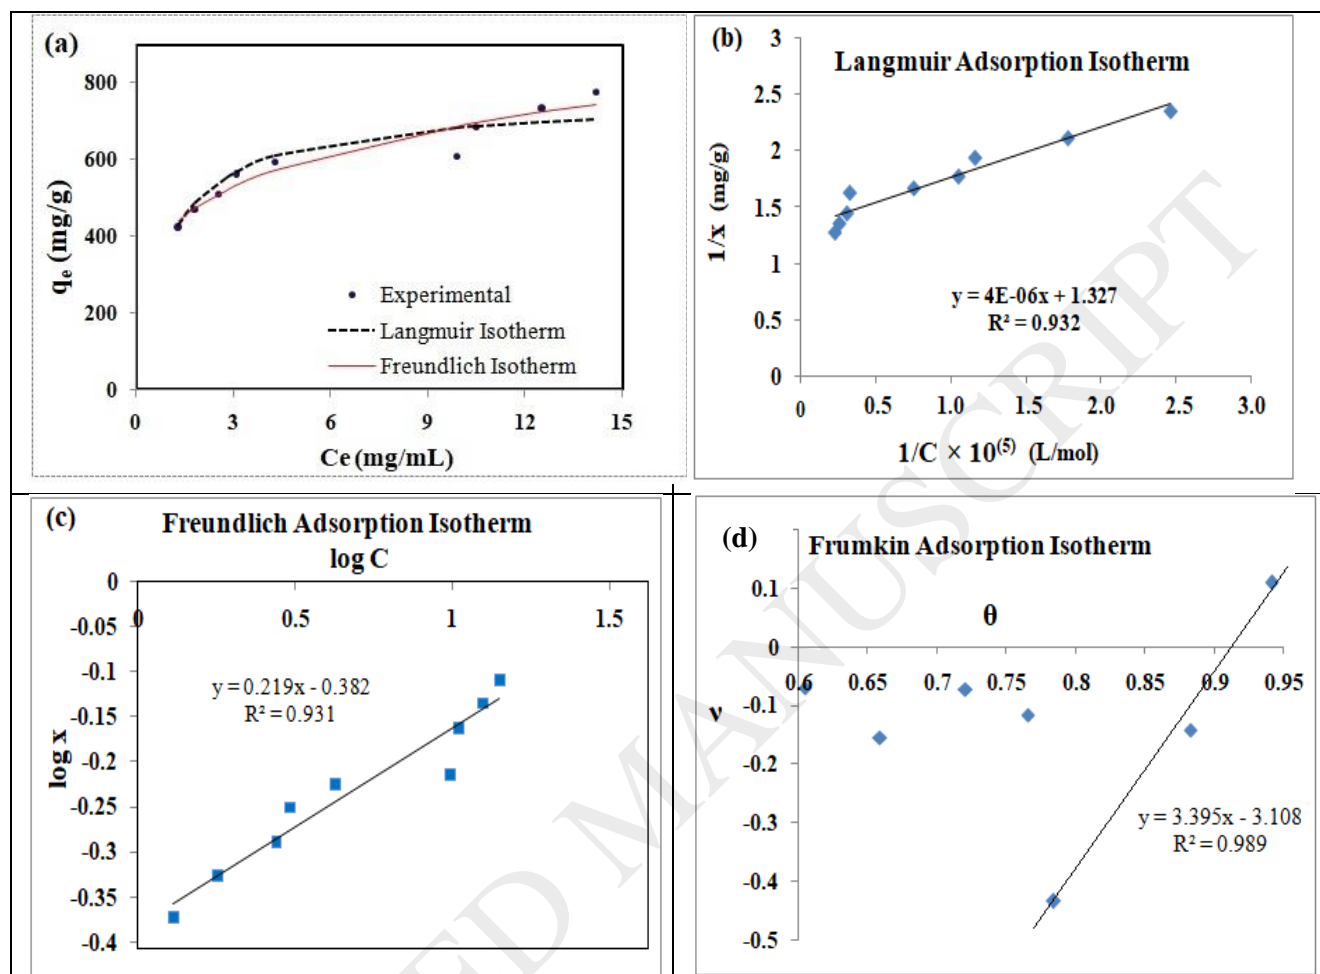 (a)
800
600
400
200
0
0 3 6 9 12 15
qe (mg/g)
Ce (mg/mL)
Experimental
Langmuir Isotherm
Freundlich Isotherm
(b)
Langmuir Adsorption Isotherm
3
2.5
2
1.5
1
0.5
0
0 0.5 1.0 1.5 2.0 2.5 3.0
1/x (mg/g)
y = 4E-06x + 1.327
R² = 0.932
1/C × 10⁽⁵⁾ (L/mol)
(c)
Freundlich Adsorption Isotherm
log C
0
0 0.5 1 1.5
-0.05
-0.1
-0.15
-0.2
-0.25
-0.3
-0.35
-0.4
log x
y = 0.219x - 0.382
R² = 0.931
(d)
Frumkin Adsorption Isotherm
θ
0.1
0
0.6 0.65 0.7 0.75 0.8 0.85 0.9 0.95
-0.1
-0.2
-0.3
-0.4
-0.5
ν
y = 3.395x - 3.108
R² = 0.989
ED MANUSCRIPT